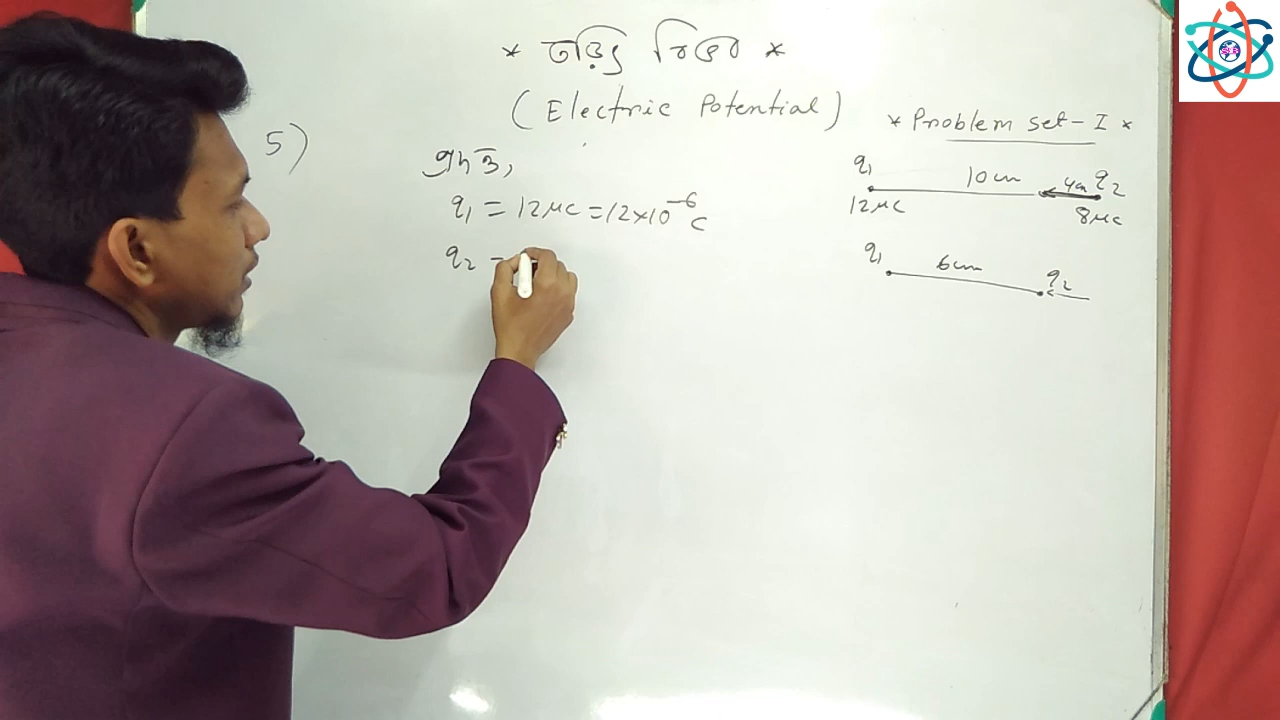 * তড়িৎ বিভব *
(Electric Potential)
* Problem set - I *
5)
q₁ 10cm 4cm q₂
12μC 8μC
q₁ 6cm q₂
q₁ = 12μC = 12×10⁻⁶ C
q₂ =